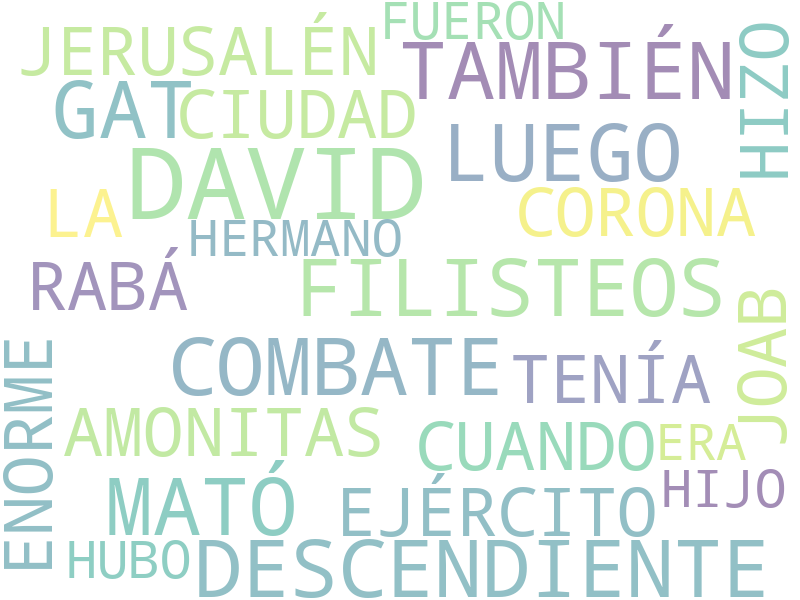 FUERON
JERUSALÉN
TAMBIÉN
HIZO
GAT
CIUDAD
LUEGO
DAVID
LA
CORONA
HERMANO
RABÁ
FILISTEOS
JOAB
COMBATE
TENÍA
ENORME
AMONITAS
CUANDO
ERA
HIJO
MATÓ
EJÉRCITO
HUBO
DESCENDIENTE